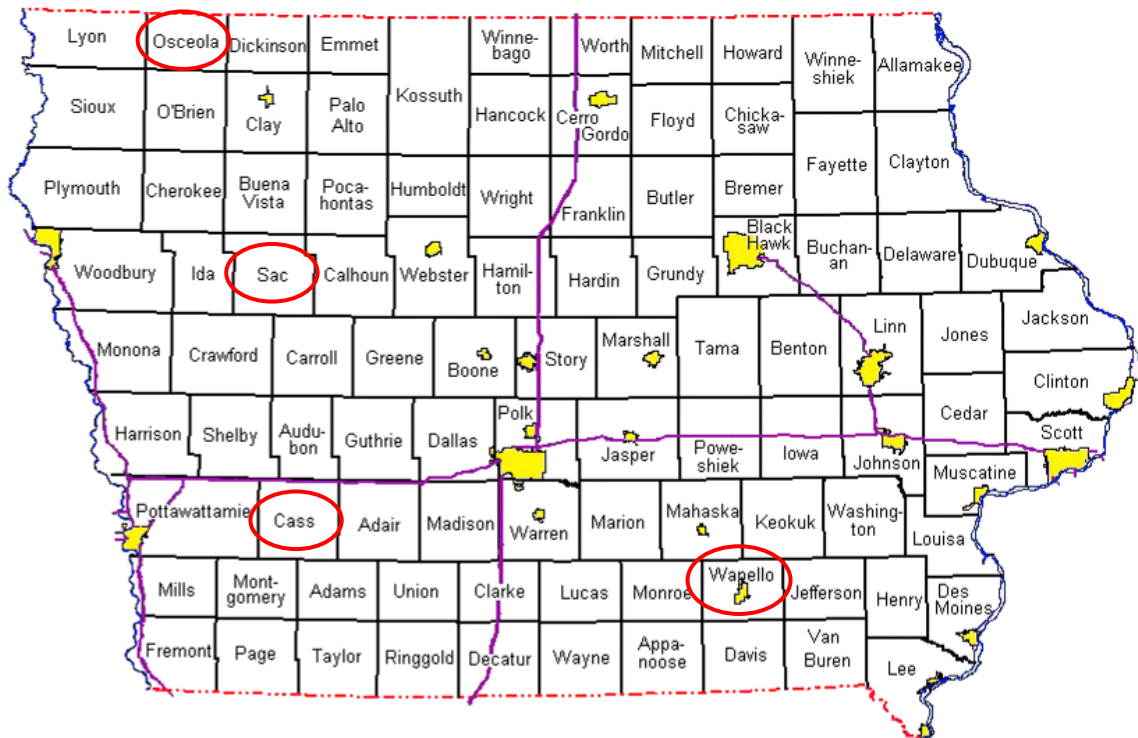 Lyon
Osceola
Dickinson
Emmet
Winne-
bago
Worth
Mitchell
Howard
Winne-
shiek
Allamakee
Sioux
O'Brien
Clay
Palo
Alto
Kossuth
Hancock
Cerro
Gordo
Floyd
Chicka-
saw
Fayette
Clayton
Plymouth
Cherokee
Buena
Vista
Poca-
hontas
Humboldt
Wright
Franklin
Butler
Bremer
Woodbury
Ida
Sac
Calhoun
Webster
Hamil-
ton
Hardin
Grundy
Black
Hawk
Buchan-
an
Delaware
Dubuque
Monona
Crawford
Carroll
Greene
Boone
Story
Marshall
Tama
Benton
Linn
Jones
Jackson
Clinton
Harrison
Shelby
Audu-
bon
Guthrie
Dallas
Polk
Jasper
Powe-
shiek
Iowa
Johnson
Cedar
Scott
Muscatine
Pottawattamie
Cass
Adair
Madison
Warren
Marion
Mahaska
Keokuk
Washing-
ton
Louisa
Mills
Mont-
gomery
Adams
Union
Clarke
Lucas
Monroe
Wapello
Jefferson
Henry
Des
Moines
Fremont
Page
Taylor
Ringgold
Decatur
Wayne
Appa-
noose
Davis
Van
Buren
Lee